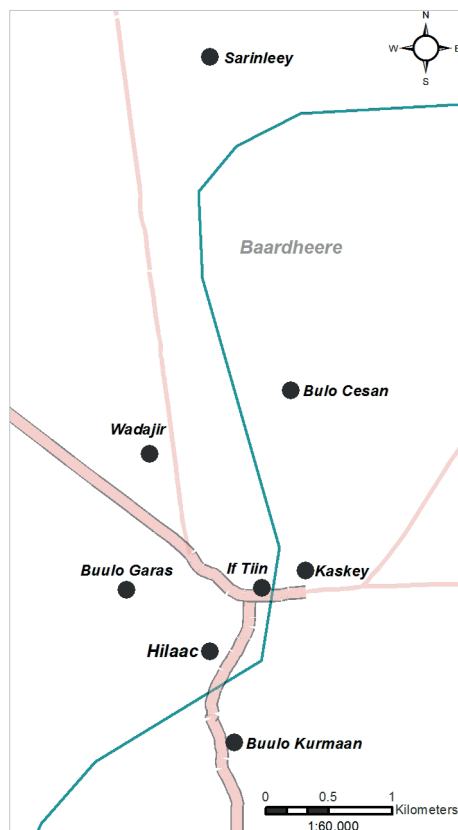 N
Sarinleey
W E
S
Baardheere
Bulo Cesan
Wadajir
If Tiin
Kaskey
Buulo Garas
Hilaac
Buulo Kurmaan
0 0.5 1
Kilometers
1:60,000